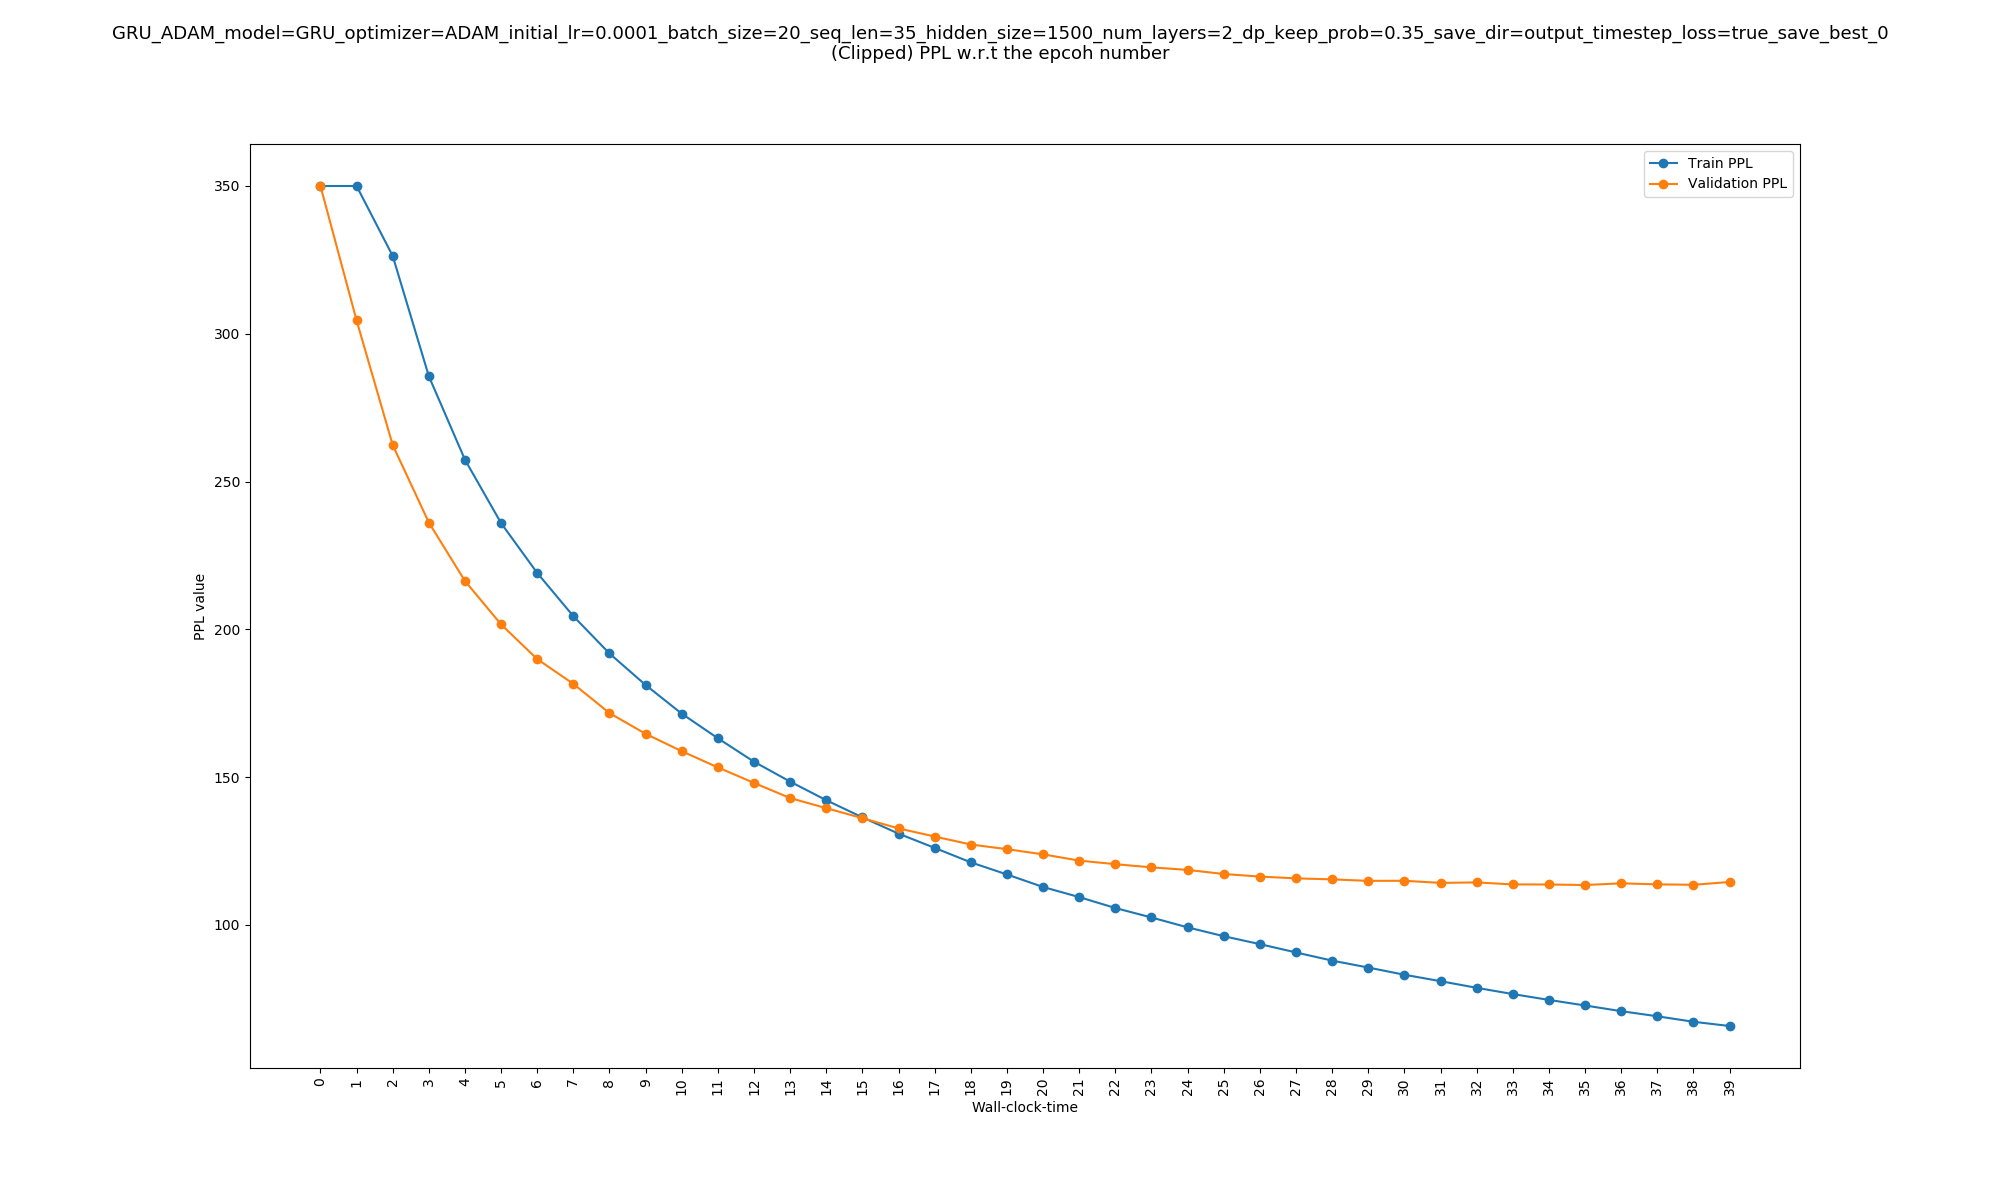 GRU_ADAM_model=GRU_optimizer=ADAM_initial_lr=0.0001_batch_size=20_seq_len=35_hidden_size=1500_num_layers=2_dp_keep_prob=0.35_save_dir=output_timestep_loss=true_save_best_0
(Clipped) PPL w.r.t the epcoh number
Train PPL
Validation PPL
350
300
250
200
150
100
PPL value
0 1 2 3 4 5 6 7 8 9 10 11 12 13 14 15 16 17 18 19 20 21 22 23 24 25 26 27 28 29 30 31 32 33 34 35 36 37 38 39
Wall-clock-time